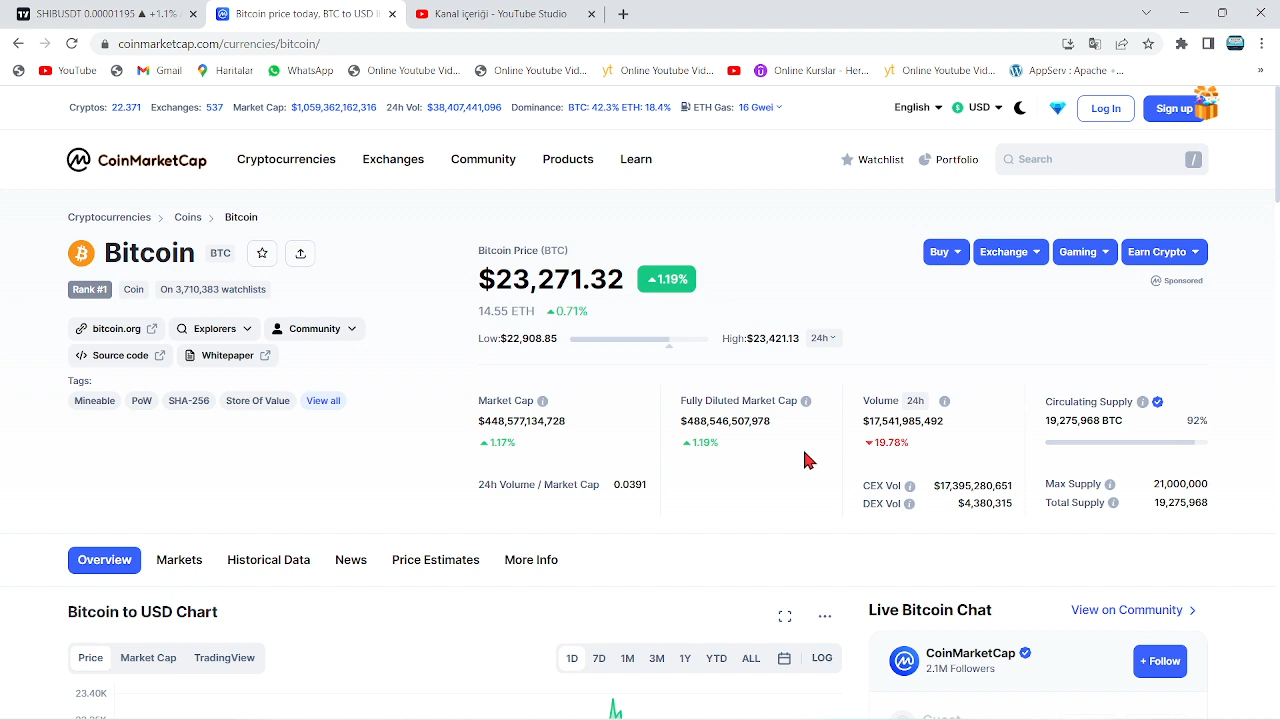 SHIBUSDT 0.00001195 ▲ +1.1%
Bitcoin price today, BTC to USD li
Kanal içeriği - YouTube Studio
coinmarketcap.com/currencies/bitcoin/
YouTube Gmail Haritalar WhatsApp Online Youtube Vid... Online Youtube Vid... Online Youtube Vid... Online Kurslar - Her... Online Youtube Vid... AppServ : Apache +... »
Cryptos: 22.371 Exchanges: 537 Market Cap: $1,059,362,162,316 24h Vol: $38,407,441,096 Dominance: BTC: 42.3% ETH: 18.4% ETH Gas: 16 Gwei
English USD Log In Sign up
CoinMarketCap Cryptocurrencies Exchanges Community Products Learn Watchlist Portfolio Search /
Cryptocurrencies > Coins > Bitcoin
Bitcoin BTC
Rank #1 Coin On 3,710,383 watchlists
bitcoin.org Explorers Community
Source code Whitepaper
Tags:
Mineable PoW SHA-256 Store Of Value View all
Bitcoin Price (BTC)
$23,271.32 1.19%
14.55 ETH 0.71%
Low:$22,908.85 High:$23,421.13 24h
Buy Exchange Gaming Earn Crypto
Sponsored
Market Cap
$448,577,134,728
1.17%
24h Volume / Market Cap 0.0391
Fully Diluted Market Cap
$488,546,507,978
1.19%
Volume 24h
$17,541,985,492
19.78%
CEX Vol $17,395,280,651
DEX Vol $4,380,315
Circulating Supply
19,275,968 BTC 92%
Max Supply 21,000,000
Total Supply 19,275,968
Overview Markets Historical Data News Price Estimates More Info
Bitcoin to USD Chart
Price Market Cap TradingView
1D 7D 1M 3M 1Y YTD ALL LOG
23.40K
Live Bitcoin Chat View on Community >
CoinMarketCap
2.1M Followers
+ Follow